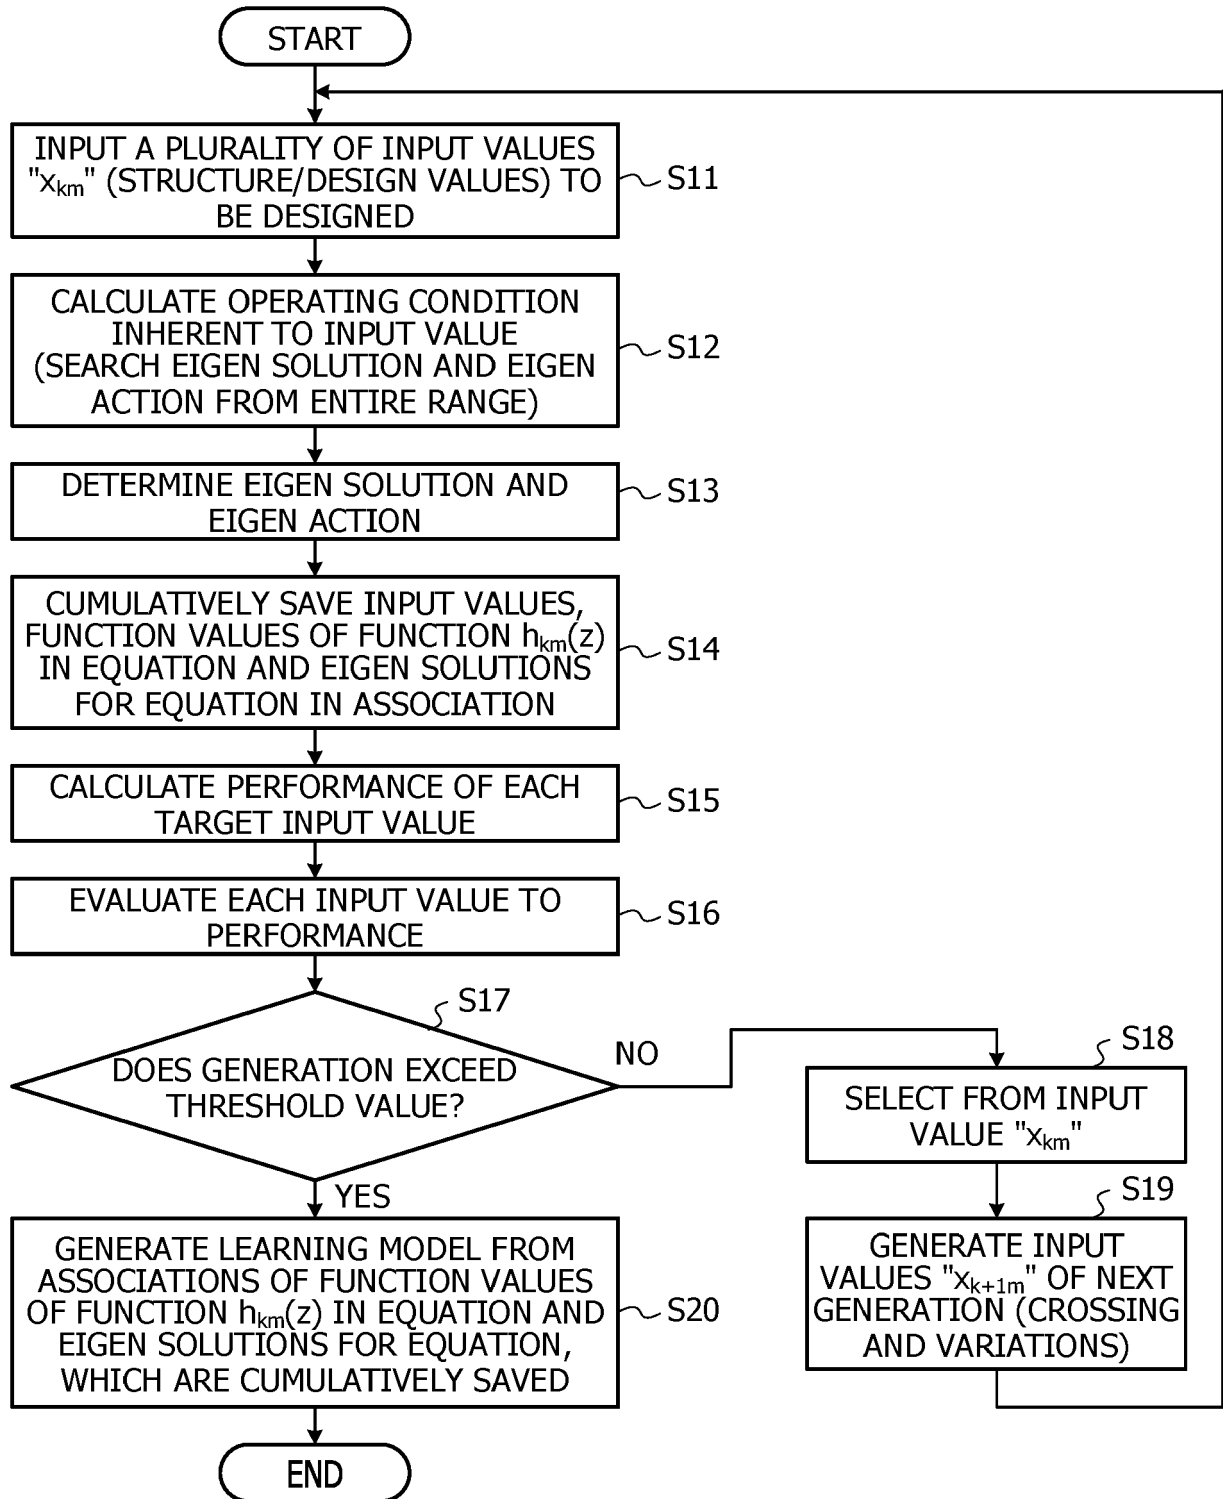 START
INPUT A PLURALITY OF INPUT VALUES
"xkm" (STRUCTURE/DESIGN VALUES) TO
BE DESIGNED
S11
CALCULATE OPERATING CONDITION
INHERENT TO INPUT VALUE
(SEARCH EIGEN SOLUTION AND EIGEN
ACTION FROM ENTIRE RANGE)
S12
DETERMINE EIGEN SOLUTION AND
EIGEN ACTION
S13
CUMULATIVELY SAVE INPUT VALUES,
FUNCTION VALUES OF FUNCTION hkm(z)
IN EQUATION AND EIGEN SOLUTIONS
FOR EQUATION IN ASSOCIATION
S14
CALCULATE PERFORMANCE OF EACH
TARGET INPUT VALUE
S15
EVALUATE EACH INPUT VALUE TO
PERFORMANCE
S16
S17
DOES GENERATION EXCEED
THRESHOLD VALUE?
NO
YES
S18
SELECT FROM INPUT
VALUE "xkm"
S19
GENERATE INPUT
VALUES "xk+1m" OF NEXT
GENERATION (CROSSING
AND VARIATIONS)
GENERATE LEARNING MODEL FROM
ASSOCIATIONS OF FUNCTION VALUES
OF FUNCTION hkm(z) IN EQUATION AND
EIGEN SOLUTIONS FOR EQUATION,
WHICH ARE CUMULATIVELY SAVED
S20
END